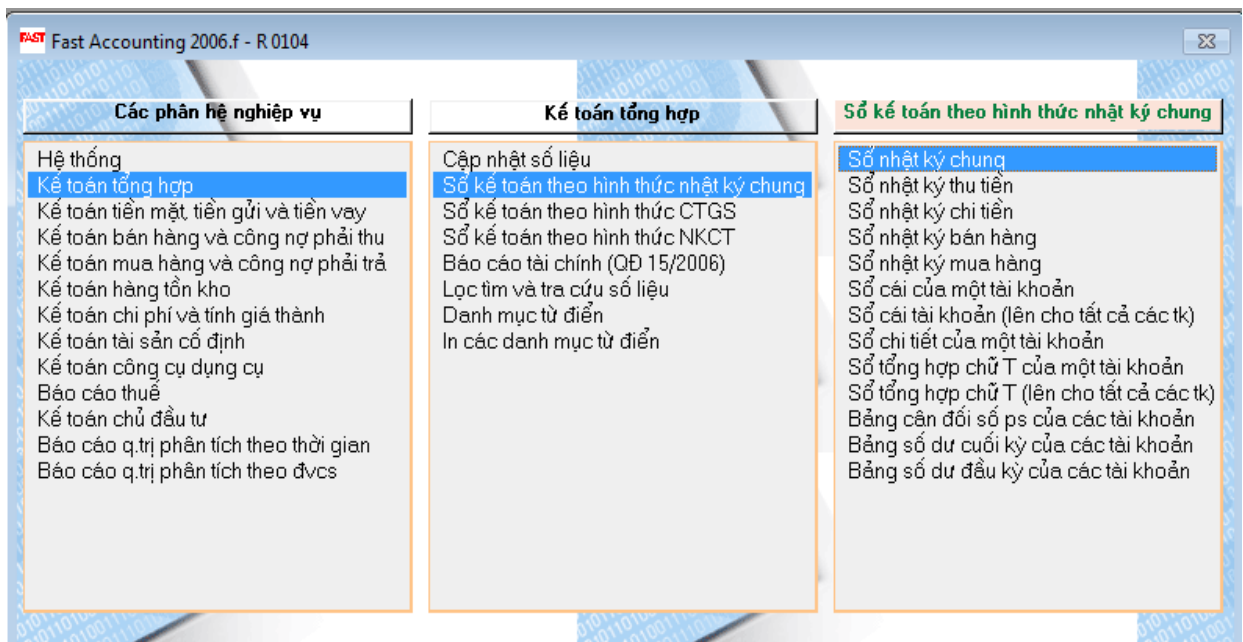 FAST Fast Accounting 2006.f - R 0104
Các phân hệ nghiệp vụ
Hệ thống
Kế toán tổng hợp
Kế toán tiền mặt, tiền gửi và tiền vay
Kế toán bán hàng và công nợ phải thu
Kế toán mua hàng và công nợ phải trả
Kế toán hàng tồn kho
Kế toán chi phí và tính giá thành
Kế toán tài sản cố định
Kế toán công cụ dụng cụ
Báo cáo thuế
Kế toán chủ đầu tư
Báo cáo q.trị phân tích theo thời gian
Báo cáo q.trị phân tích theo đvcs
Kế toán tổng hợp
Cập nhật số liệu
Sổ kế toán theo hình thức nhật ký chung
Sổ kế toán theo hình thức CTGS
Sổ kế toán theo hình thức NKCT
Báo cáo tài chính (QĐ 15/2006)
Lọc tìm và tra cứu số liệu
Danh mục từ điển
In các danh mục từ điển
Sổ kế toán theo hình thức nhật ký chung
Sổ nhật ký chung
Sổ nhật ký thu tiền
Sổ nhật ký chi tiền
Sổ nhật ký bán hàng
Sổ nhật ký mua hàng
Sổ cái của một tài khoản
Sổ cái tài khoản (lên cho tất cả các tk)
Sổ chi tiết của một tài khoản
Sổ tổng hợp chữ T của một tài khoản
Sổ tổng hợp chữ T (lên cho tất cả các tk)
Bảng cân đối số ps của các tài khoản
Bảng số dư cuối kỳ của các tài khoản
Bảng số dư đầu kỳ của các tài khoản